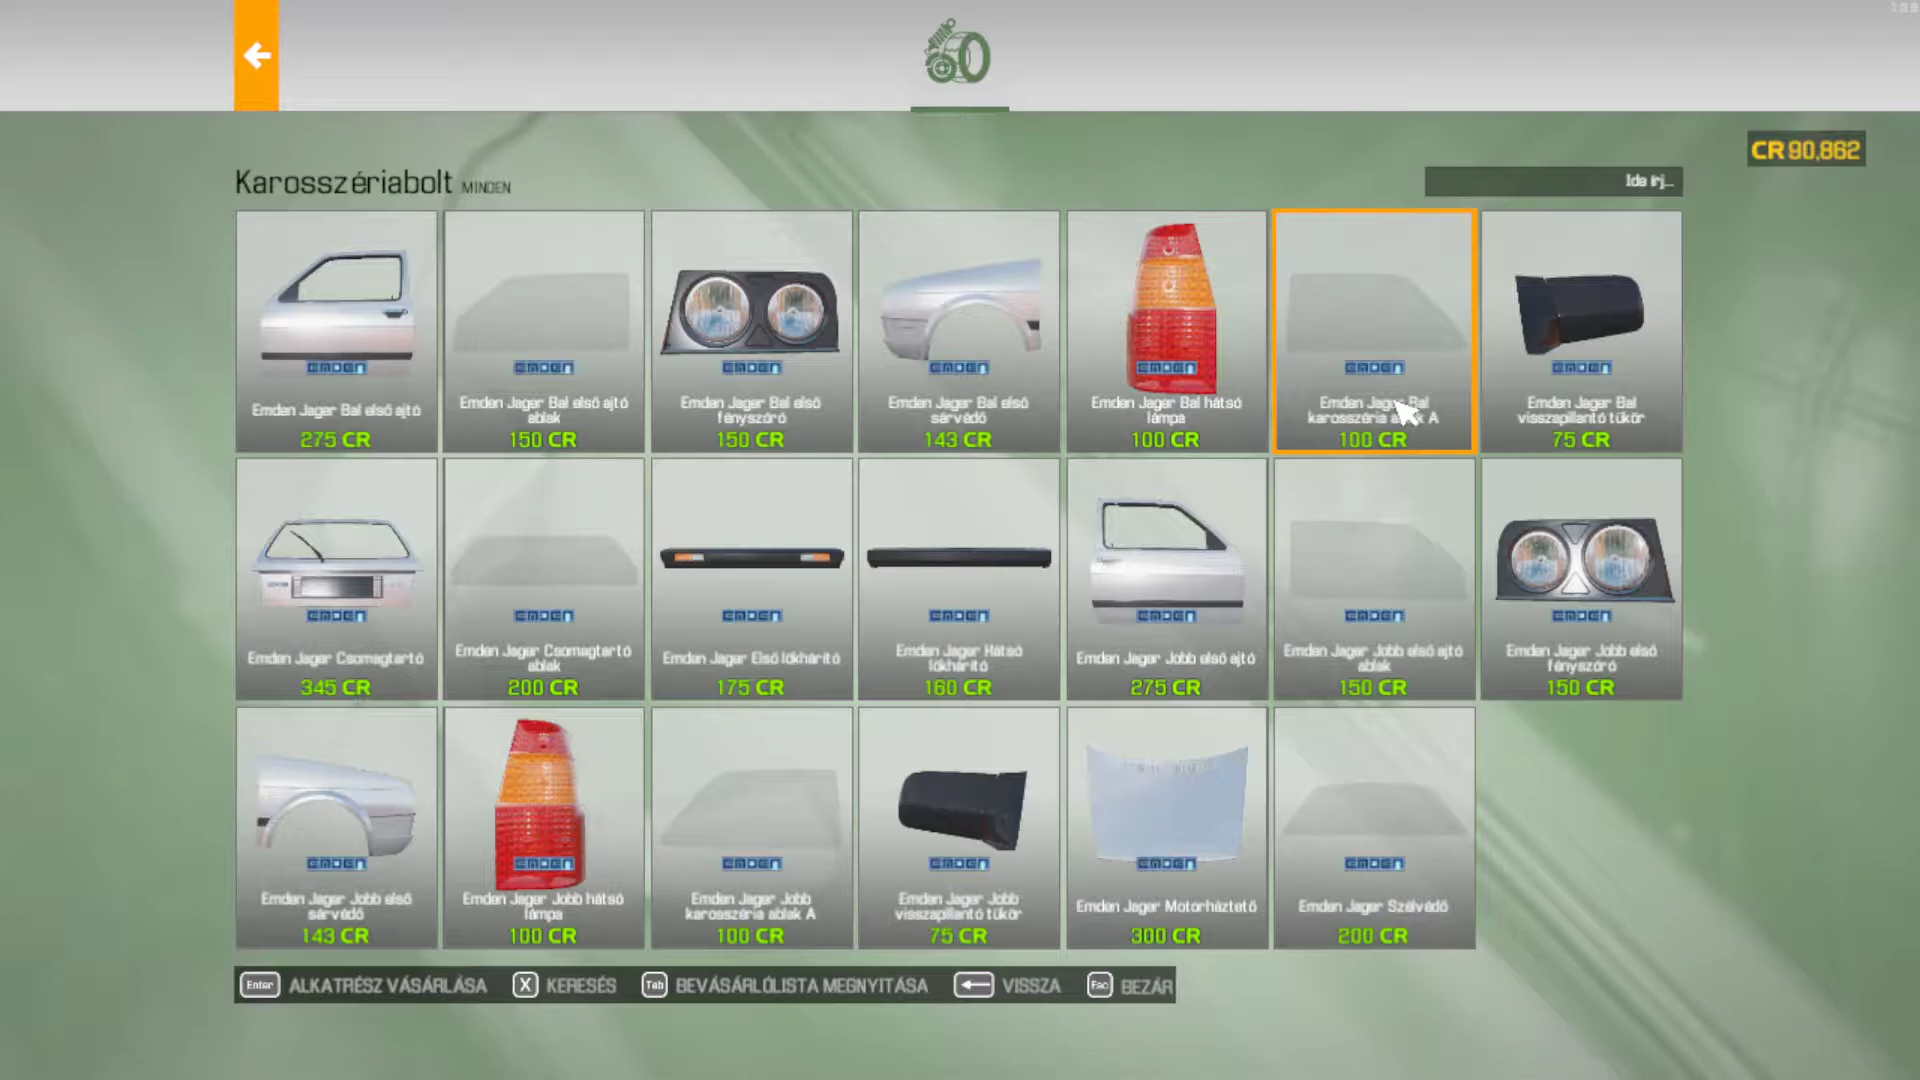 CR 90,862
Karosszériabolt MINDEN
Ide írj...
EMDEN
Emden Jager Bal első ajtó
275 CR
EMDEN
Emden Jager Bal első ajtó
ablak
150 CR
EMDEN
Emden Jager Bal első
fényszóró
150 CR
EMDEN
Emden Jager Bal első
sárvédő
143 CR
EMDEN
Emden Jager Bal hátsó
lámpa
100 CR
EMDEN
Emden Jager Bal
karosszéria ablak A
100 CR
EMDEN
Emden Jager Bal
visszapillantó tükör
75 CR
EMDEN
Emden Jager Csomagtartó
345 CR
EMDEN
Emden Jager Csomagtartó
ablak
200 CR
EMDEN
Emden Jager Első lökhárító
175 CR
EMDEN
Emden Jager Hátsó
lökhárító
160 CR
EMDEN
Emden Jager Jobb első ajtó
275 CR
EMDEN
Emden Jager Jobb első ajtó
ablak
150 CR
EMDEN
Emden Jager Jobb első
fényszóró
150 CR
EMDEN
Emden Jager Jobb első
sárvédő
143 CR
EMDEN
Emden Jager Jobb hátsó
lámpa
100 CR
EMDEN
Emden Jager Jobb
karosszéria ablak A
100 CR
EMDEN
Emden Jager Jobb
visszapillantó tükör
75 CR
EMDEN
Emden Jager Motorháztető
300 CR
EMDEN
Emden Jager Szélvédő
200 CR
Enter ALKATRÉSZ VÁSÁRLÁSA X KERESÉS Tab BEVÁSÁRLÓLISTA MEGNYITÁSA VISSZA Esc BEZÁR